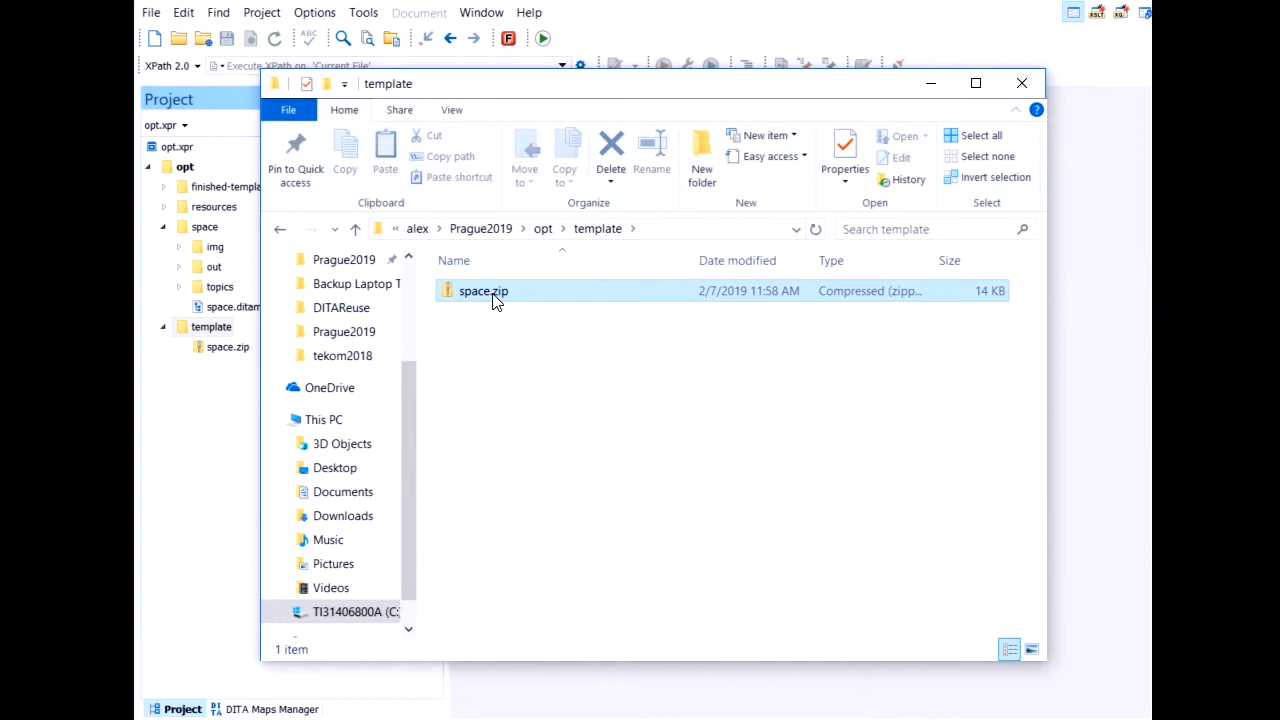 File Edit Find Project Options Tools Document Window Help
ABC
XSLT XQ
XPath 2.0 Execute XPath on 'Current File'
template
Project
File Home Share View
opt.xpr
opt.xpr
opt
finished-templa
resources
space
img
out
topics
space.ditam
template
space.zip
Pin to Quick access
Copy
Paste
Cut
Copy path
Paste shortcut
Move to
Copy to
Delete
Rename
New folder
New item
Easy access
Properties
Open
Edit
History
Select all
Select none
Invert selection
Clipboard Organize New Open Select
« alex > Prague2019 > opt > template >
Search template
Prague2019
Backup Laptop T
DITAReuse
Prague2019
tekom2018
OneDrive
This PC
3D Objects
Desktop
Documents
Downloads
Music
Pictures
Videos
TI31406800A (C:
Name Date modified Type Size
space.zip 2/7/2019 11:58 AM Compressed (zipp... 14 KB
1 item
Project DITA Maps Manager